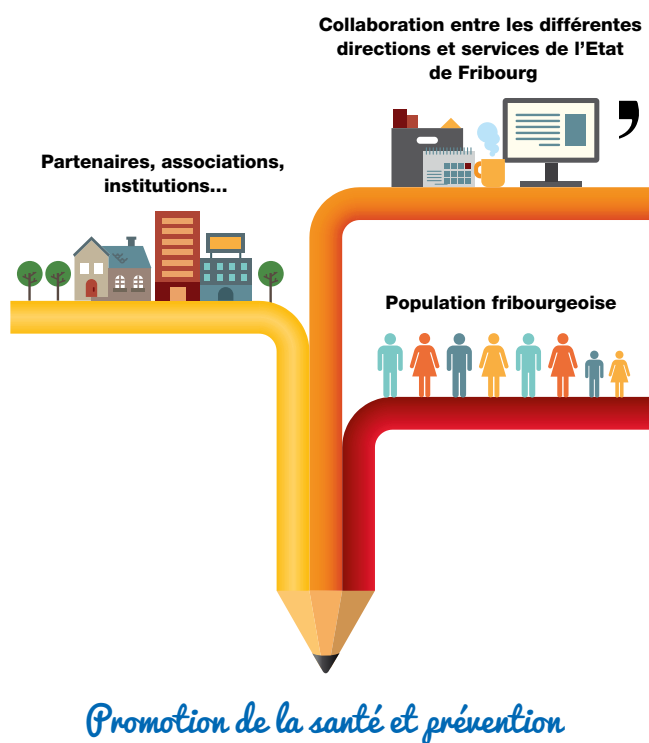 Collaboration entre les différentes
directions et services de l’Etat
de Fribourg
’
Partenaires, associations,
institutions...
Population fribourgeoise
Promotion de la santé et prévention